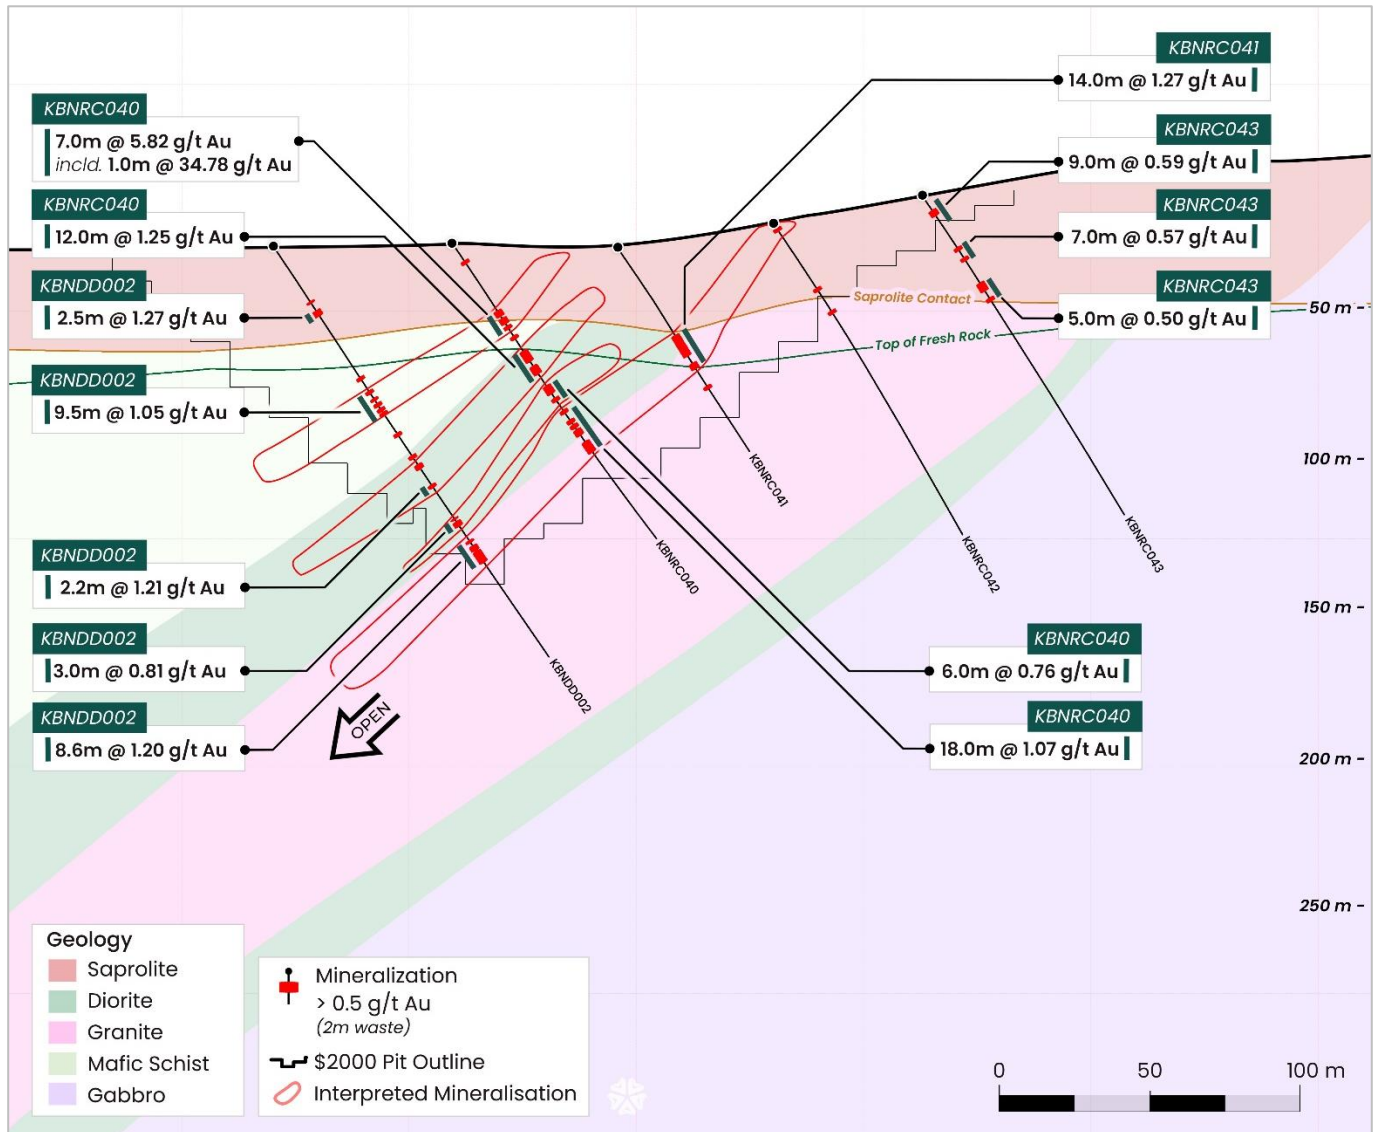 KBNRC040
7.0m @ 5.82 g/t Au
incld. 1.0m @ 34.78 g/t Au
KBNRC040
12.0m @ 1.25 g/t Au
KBNDD002
2.5m @ 1.27 g/t Au
KBNDD002
9.5m @ 1.05 g/t Au
KBNDD002
2.2m @ 1.21 g/t Au
KBNDD002
3.0m @ 0.81 g/t Au
KBNDD002
8.6m @ 1.20 g/t Au
KBNRC041
14.0m @ 1.27 g/t Au
KBNRC043
9.0m @ 0.59 g/t Au
KBNRC043
7.0m @ 0.57 g/t Au
KBNRC043
5.0m @ 0.50 g/t Au
Saprolite Contact
Top of Fresh Rock
KBNRC041
KBNRC040
KBNDD002
KBNRC042
KBNRC043
OPEN
KBNRC040
6.0m @ 0.76 g/t Au
KBNRC040
18.0m @ 1.07 g/t Au
50 m -
100 m -
150 m -
200 m -
250 m -
Geology
Saprolite
Diorite
Granite
Mafic Schist
Gabbro
Mineralization
> 0.5 g/t Au
(2m waste)
$2000 Pit Outline
Interpreted Mineralisation
0 50 100 m